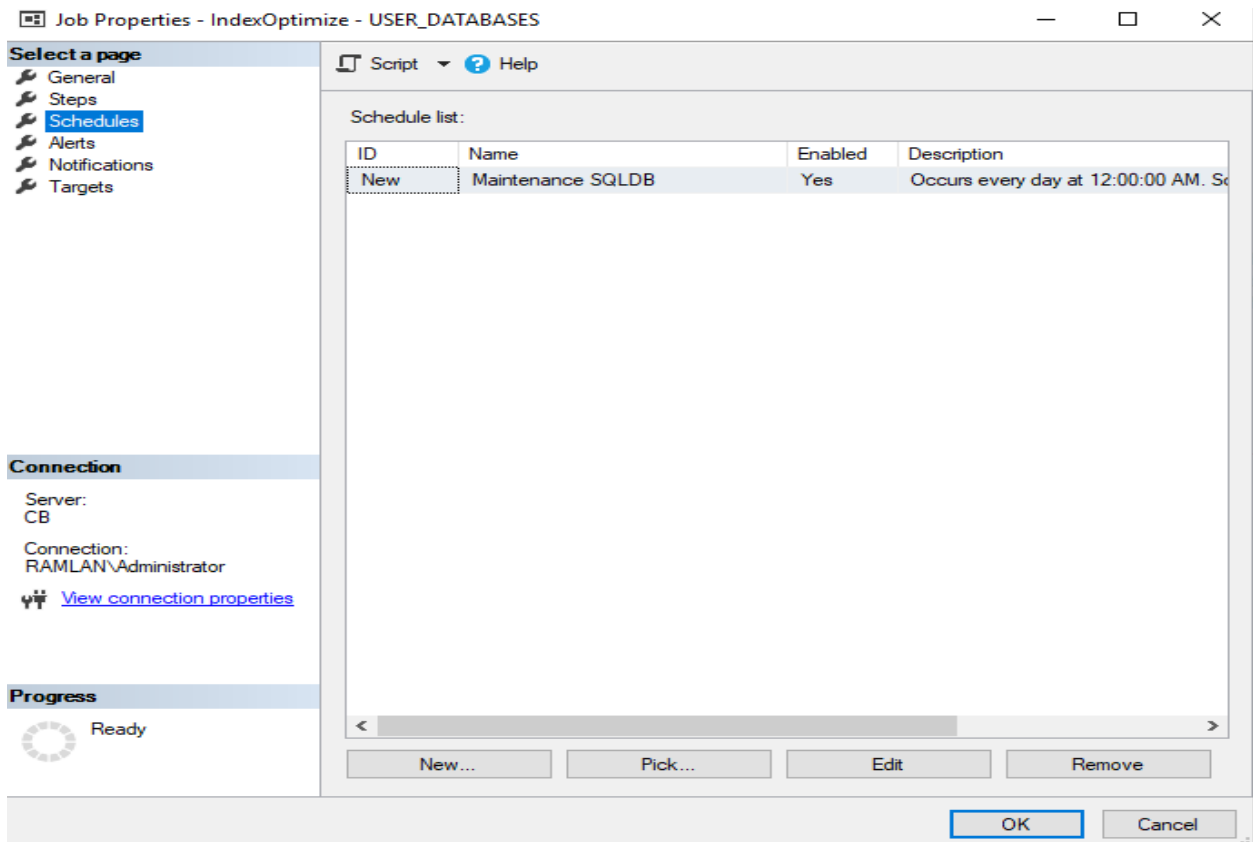 Job Properties - IndexOptimize - USER_DATABASES
Select a page
General
Steps
Schedules
Alerts
Notifications
Targets
Script
Help
Schedule list:
ID Name Enabled Description
New Maintenance SQLDB Yes Occurs every day at 12:00:00 AM. Sc
Connection
Server:
CB
Connection:
RAMLAN\Administrator
View connection properties
Progress
Ready
New...
Pick...
Edit
Remove
OK
Cancel